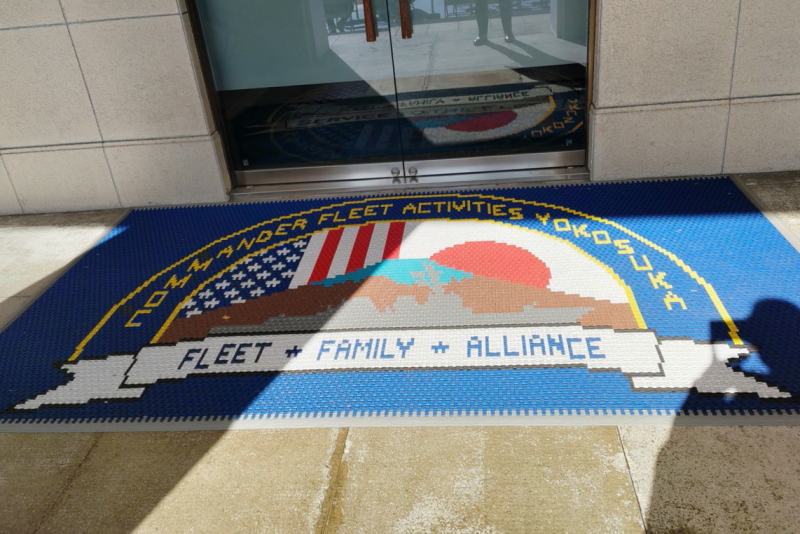 COMMANDER FLEET ACTIVITIES YOKOSUKA
FLEET ★ FAMILY ★ ALLIANCE